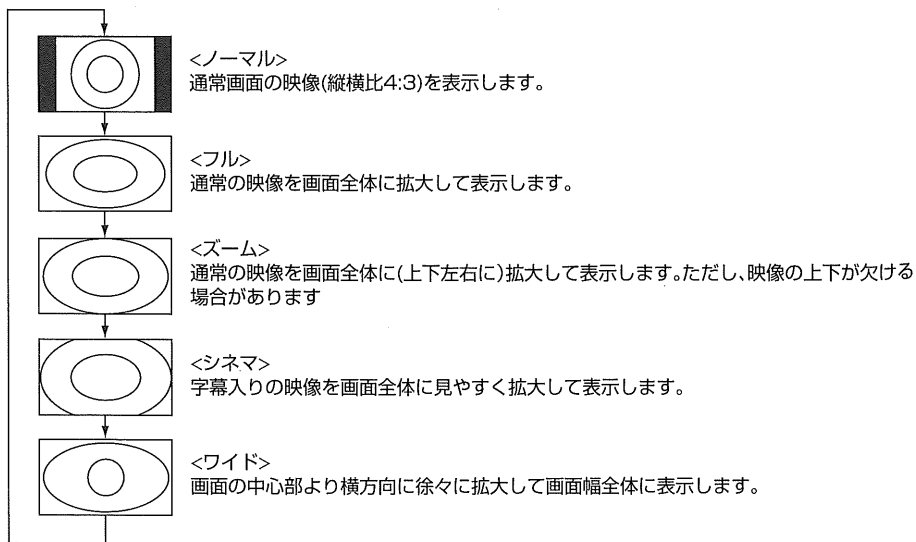 <ノーマル>
通常画面の映像(縦横比4:3)を表示します。
<フル>
通常の映像を画面全体に拡大して表示します。
<ズーム>
通常の映像を画面全体に(上下左右に)拡大して表示します。ただし、映像の上下が欠ける
場合があります
<シネマ>
字幕入りの映像を画面全体に見やすく拡大して表示します。
<ワイド>
画面の中心部より横方向に徐々に拡大して画面幅全体に表示します。